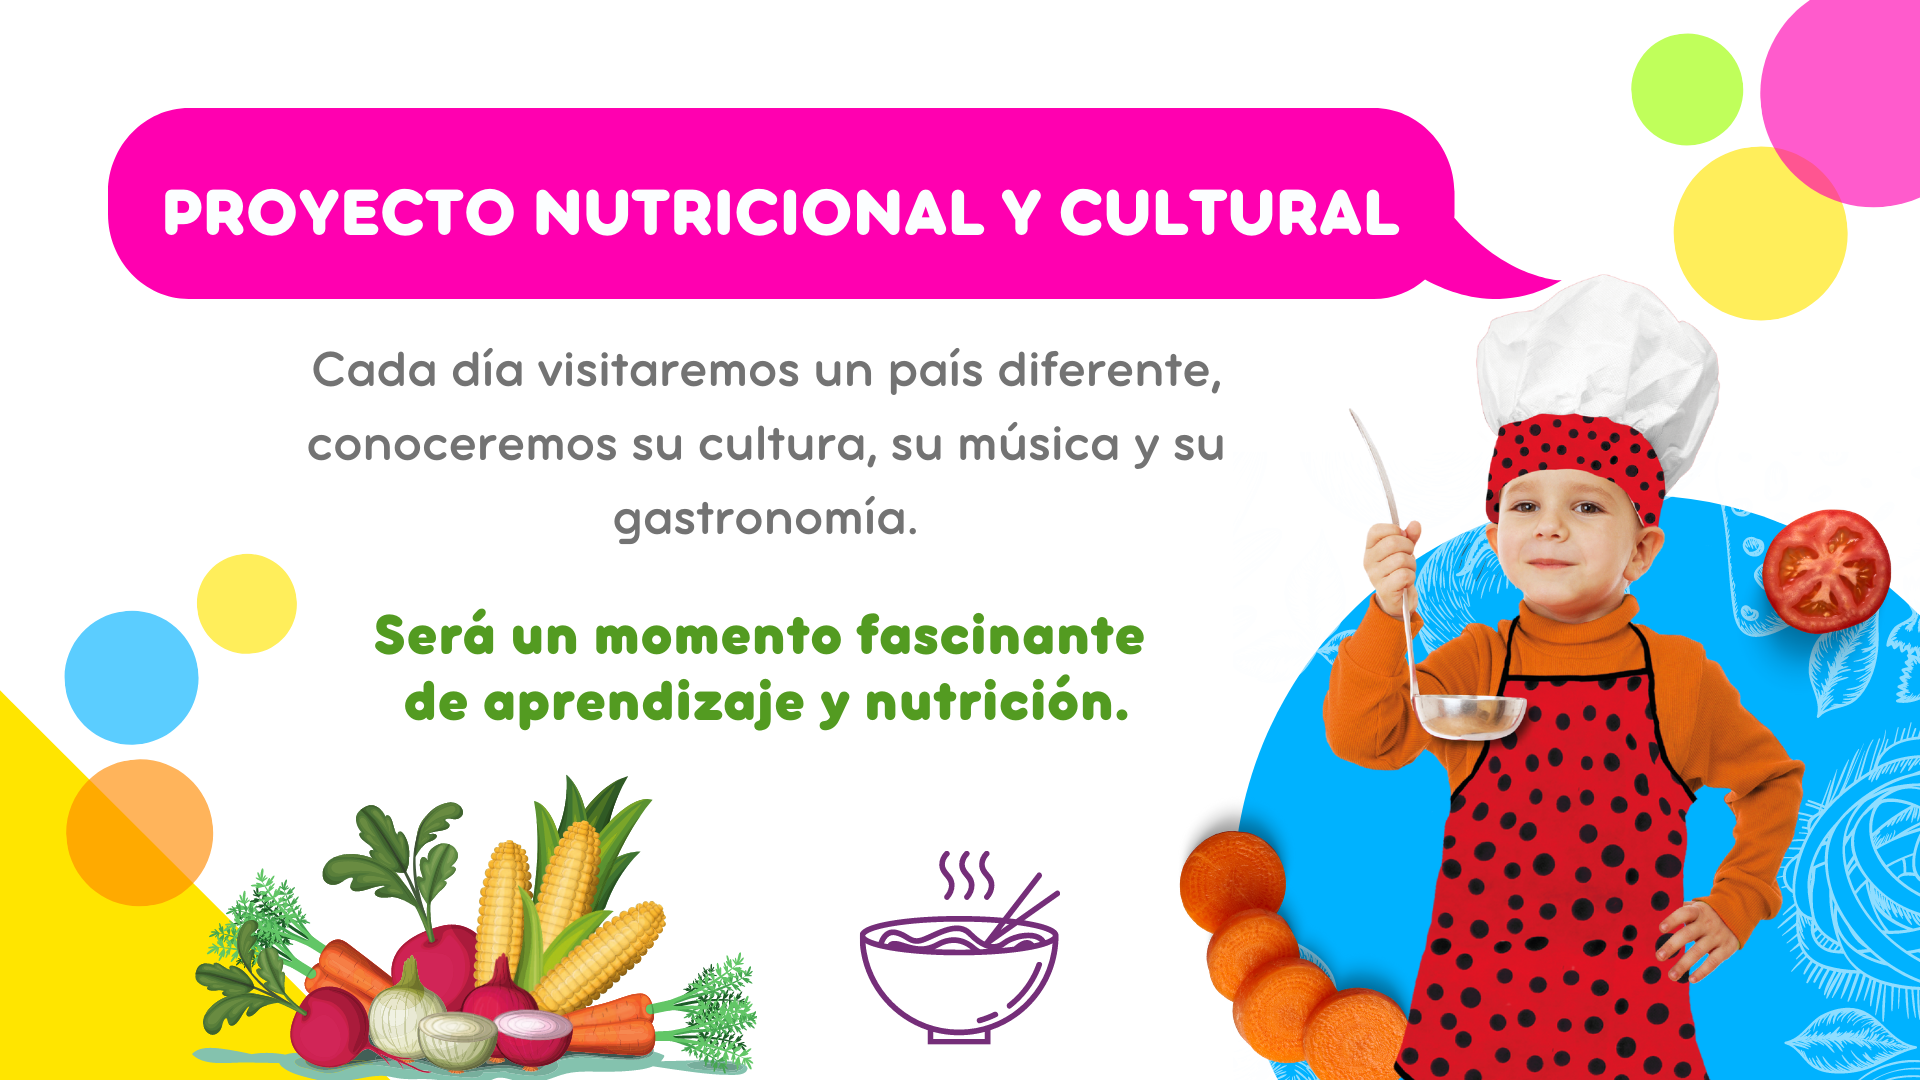 PROYECTO NUTRICIONAL Y CULTURAL
Cada día visitaremos un país diferente,
conoceremos su cultura, su música y su
gastronomía.
Será un momento fascinante
de aprendizaje y nutrición.